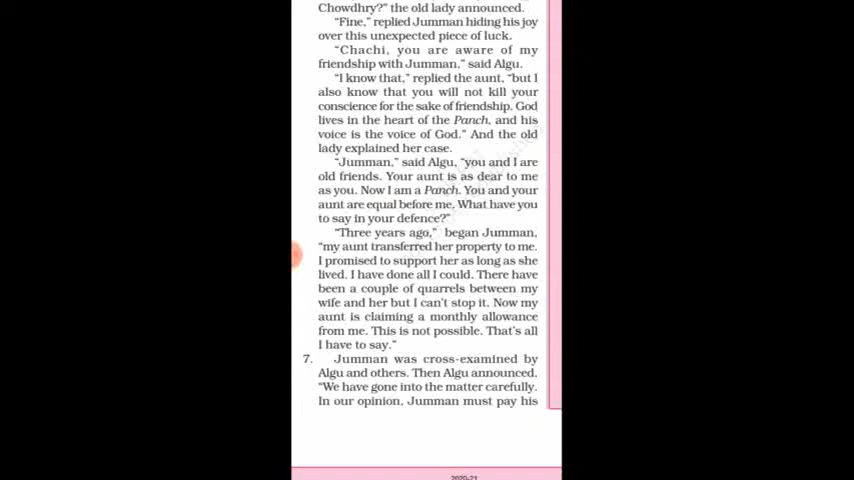 Chowdhry?" the old lady announced.
"Fine," replied Jumman hiding his joy
over this unexpected piece of luck.
"Chachi, you are aware of my
friendship with Jumman," said Algu.
"I know that," replied the aunt, "but I
also know that you will not kill your
conscience for the sake of friendship. God
lives in the heart of the Panch, and his
voice is the voice of God." And the old
lady explained her case.
"Jumman," said Algu, "you and I are
old friends. Your aunt is as dear to me
as you. Now I am a Panch. You and your
aunt are equal before me. What have you
to say in your defence?"
"Three years ago," began Jumman,
"my aunt transferred her property to me.
I promised to support her as long as she
lived. I have done all I could. There have
been a couple of quarrels between my
wife and her but I can't stop it. Now my
aunt is claiming a monthly allowance
from me. This is not possible. That's all
I have to say."
7. Jumman was cross-examined by
Algu and others. Then Algu announced,
"We have gone into the matter carefully.
In our opinion, Jumman must pay his
2020-21